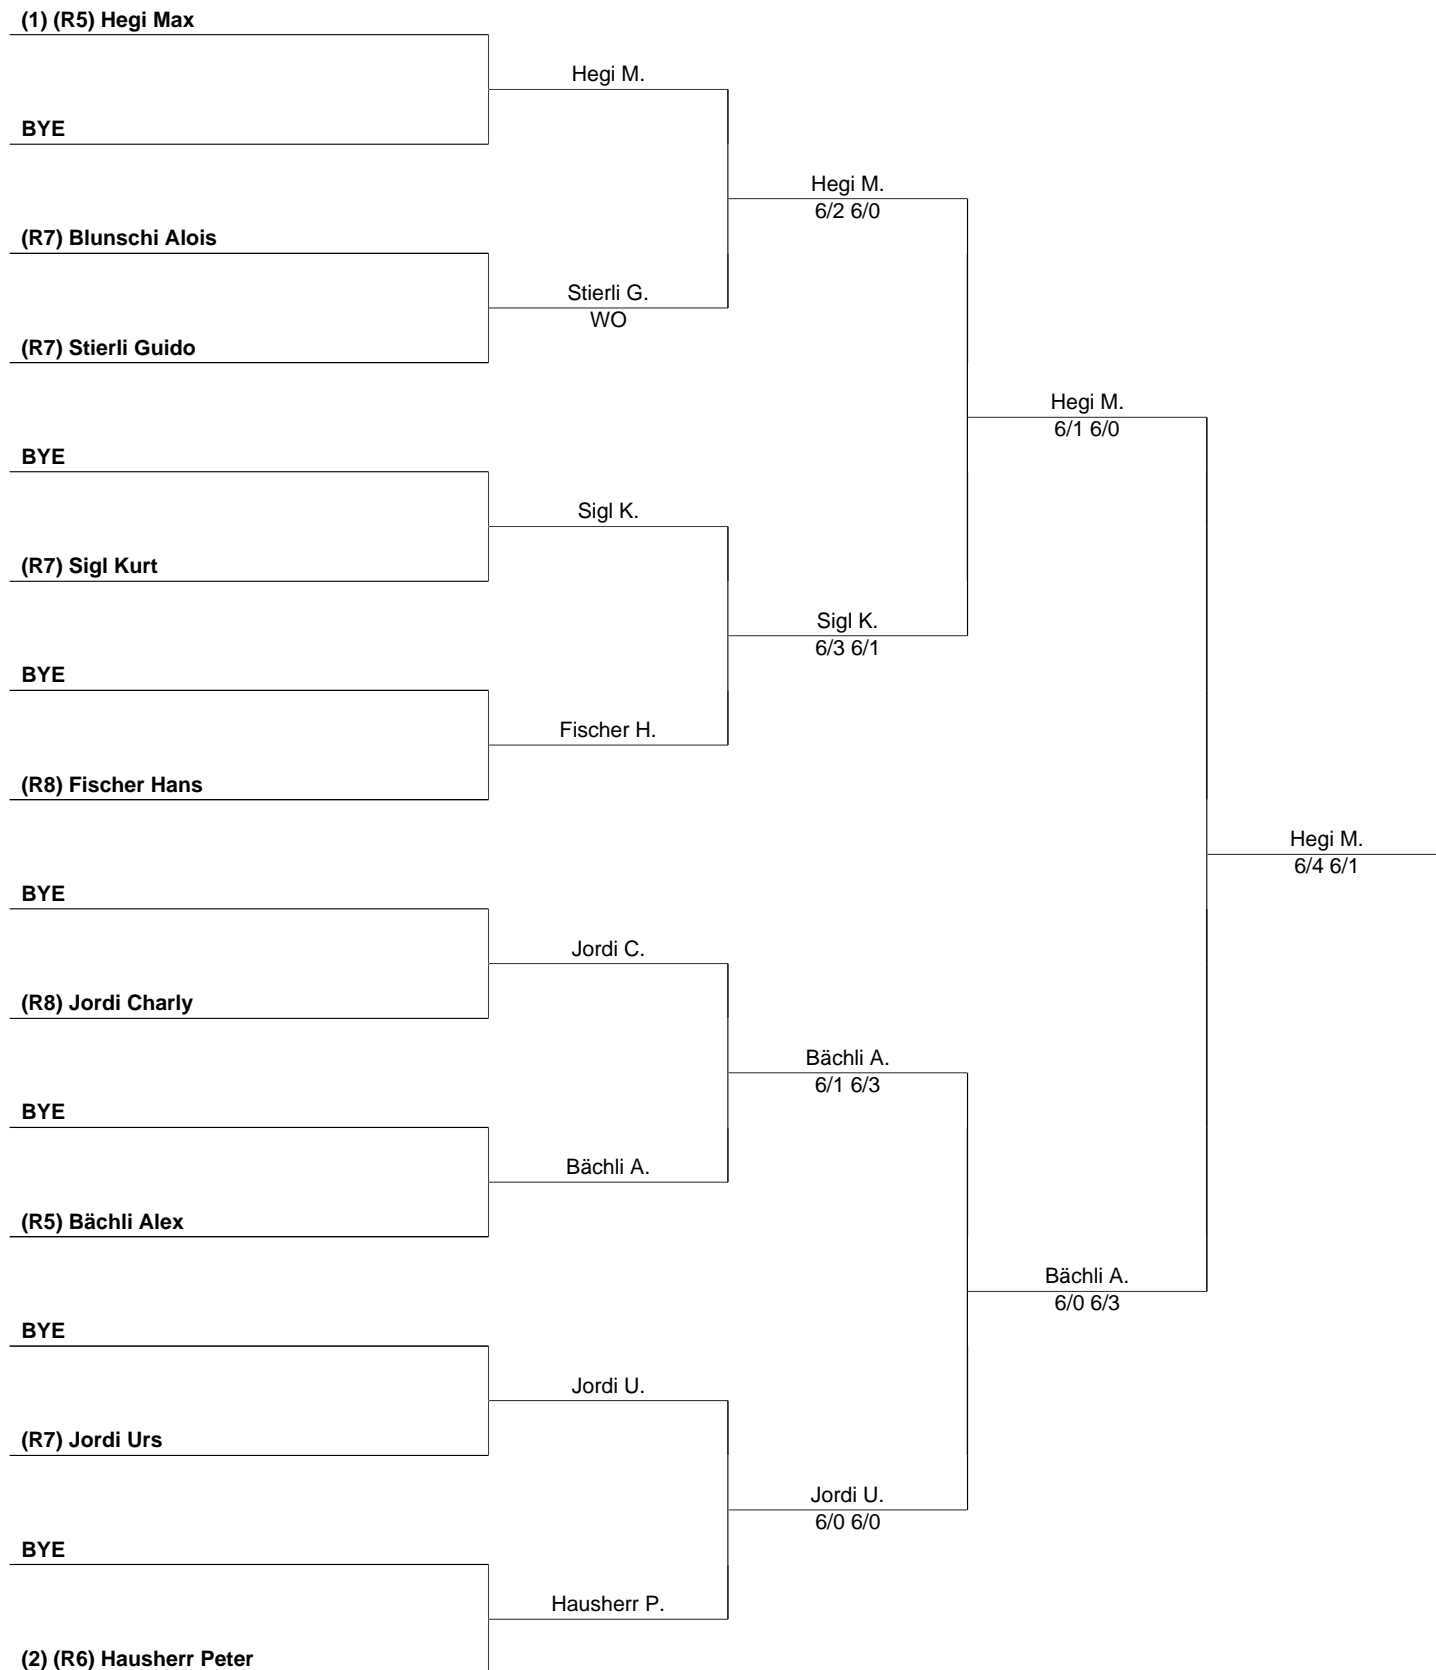 (1) (R5) Hegi Max
Hegi M.
BYE
Hegi M.
6/2 6/0
(R7) Blunschi Alois
Stierli G.
WO
(R7) Stierli Guido
Hegi M.
6/1 6/0
BYE
Sigl K.
(R7) Sigl Kurt
Sigl K.
6/3 6/1
BYE
Fischer H.
(R8) Fischer Hans
Hegi M.
6/4 6/1
BYE
Jordi C.
(R8) Jordi Charly
Bächli A.
6/1 6/3
BYE
Bächli A.
(R5) Bächli Alex
Bächli A.
6/0 6/3
BYE
Jordi U.
(R7) Jordi Urs
Jordi U.
6/0 6/0
BYE
Hausherr P.
(2) (R6) Hausherr Peter